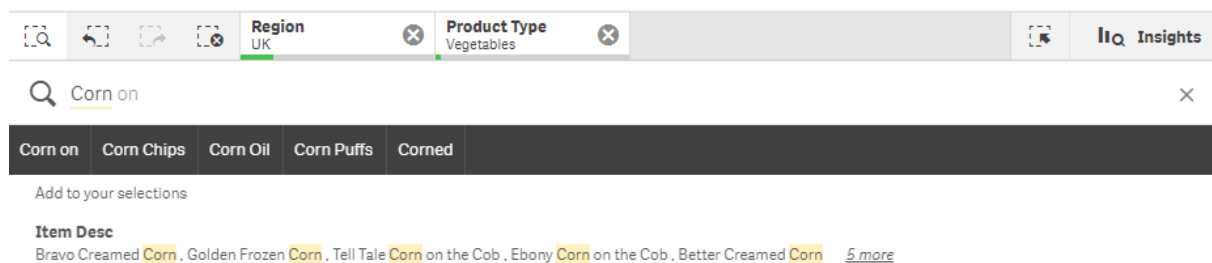 Region
UK
Product Type
Vegetables
Insights
Corn on
Corn on Corn Chips Corn Oil Corn Puffs Corned
Add to your selections
Item Desc
Bravo Creamed Corn , Golden Frozen Corn , Tell Tale Corn on the Cob , Ebony Corn on the Cob , Better Creamed Corn 5 more